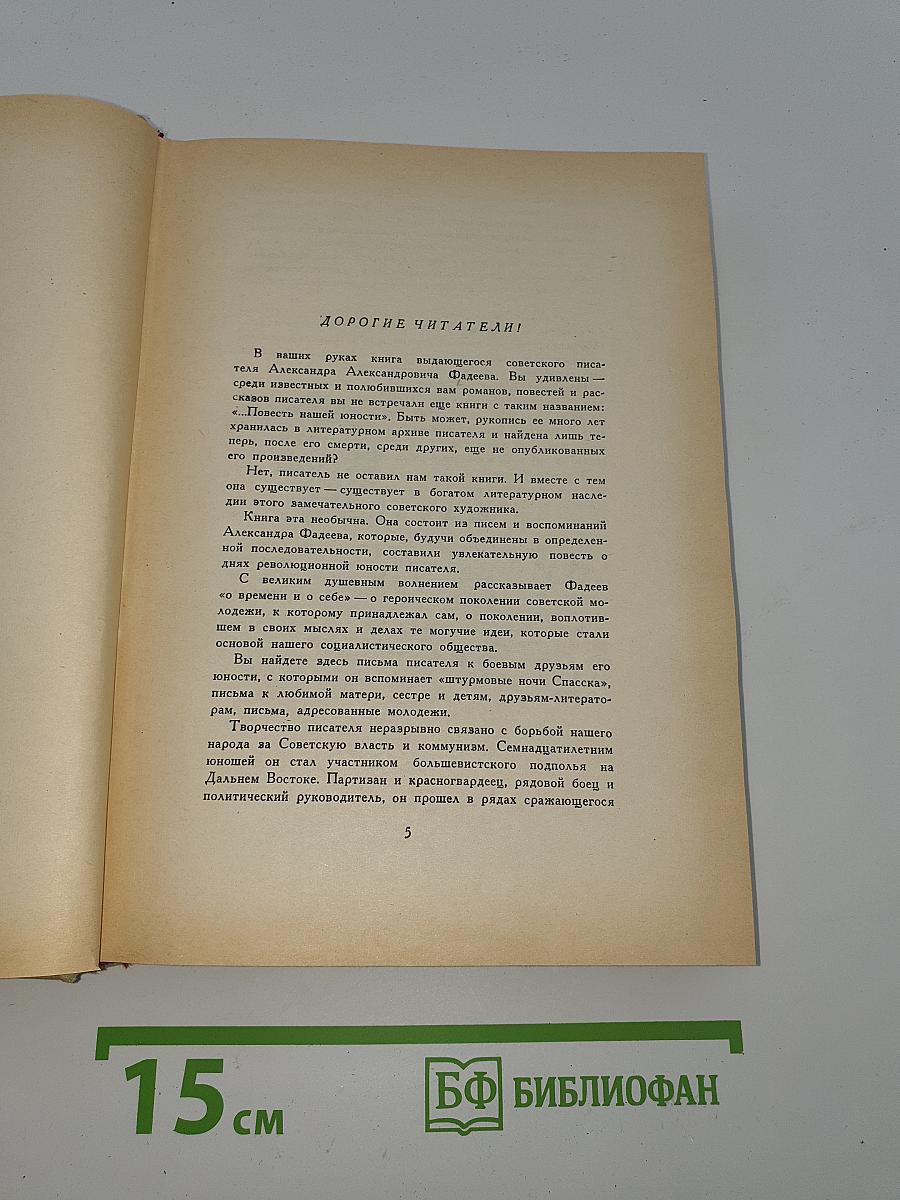 ДОРОГИЕ ЧИТАТЕЛИ!
В ваших руках книга выдающегося советского писа-
теля Александра Александровича Фадеева. Вы удивлены —
среди известных и полюбившихся вам романов, повестей и рас-
сказов писателя вы не встречали еще книги с таким названием:
«...Повесть нашей юности». Быть может, рукопись ее много лет
хранилась в литературном архиве писателя и найдена лишь те-
перь, после его смерти, среди других, еще не опубликованных
его произведений?
Нет, писатель не оставил нам такой книги. И вместе с тем
она существует — существует в богатом литературном насле-
дии этого замечательного советского художника.
Книга эта необычна. Она состоит из писем и воспоминаний
Александра Фадеева, которые, будучи объединены в определен-
ной последовательности, составили увлекательную повесть о
днях революционной юности писателя.
С великим душевным волнением рассказывает Фадеев
«о времени и о себе» — о героическом поколении советской мо-
лодежи, к которому принадлежал сам, о поколении, воплотив-
шем в своих мыслях и делах те могучие идеи, которые стали
основой нашего социалистического общества.
Вы найдете здесь письма писателя к боевым друзьям его
юности, с которыми он вспоминает «штурмовые ночи Спасска»,
письма к любимой матери, сестре и детям, друзьям-литерато-
рам, письма, адресованные молодежи.
Творчество писателя неразрывно связано с борьбой нашего
народа за Советскую власть и коммунизм. Семнадцатилетним
юношей он стал участником большевистского подполья на
Дальнем Востоке. Партизан и красногвардеец, рядовой боец и
политический руководитель, он прошел в рядах сражающегося
5
15 см
БФ БИБЛИОФАН